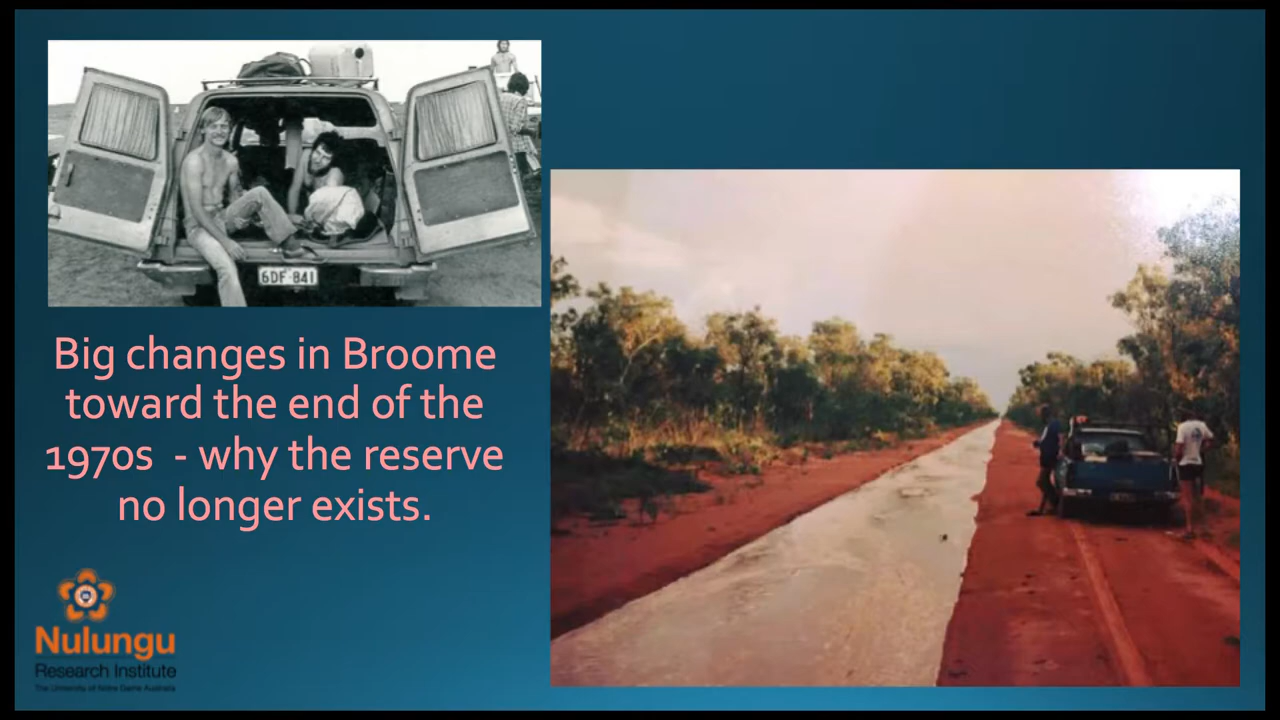 6DF·841
Big changes in Broome
toward the end of the
1970s - why the reserve
no longer exists.
Nulungu
Research Institute
The University of Notre Dame Australia